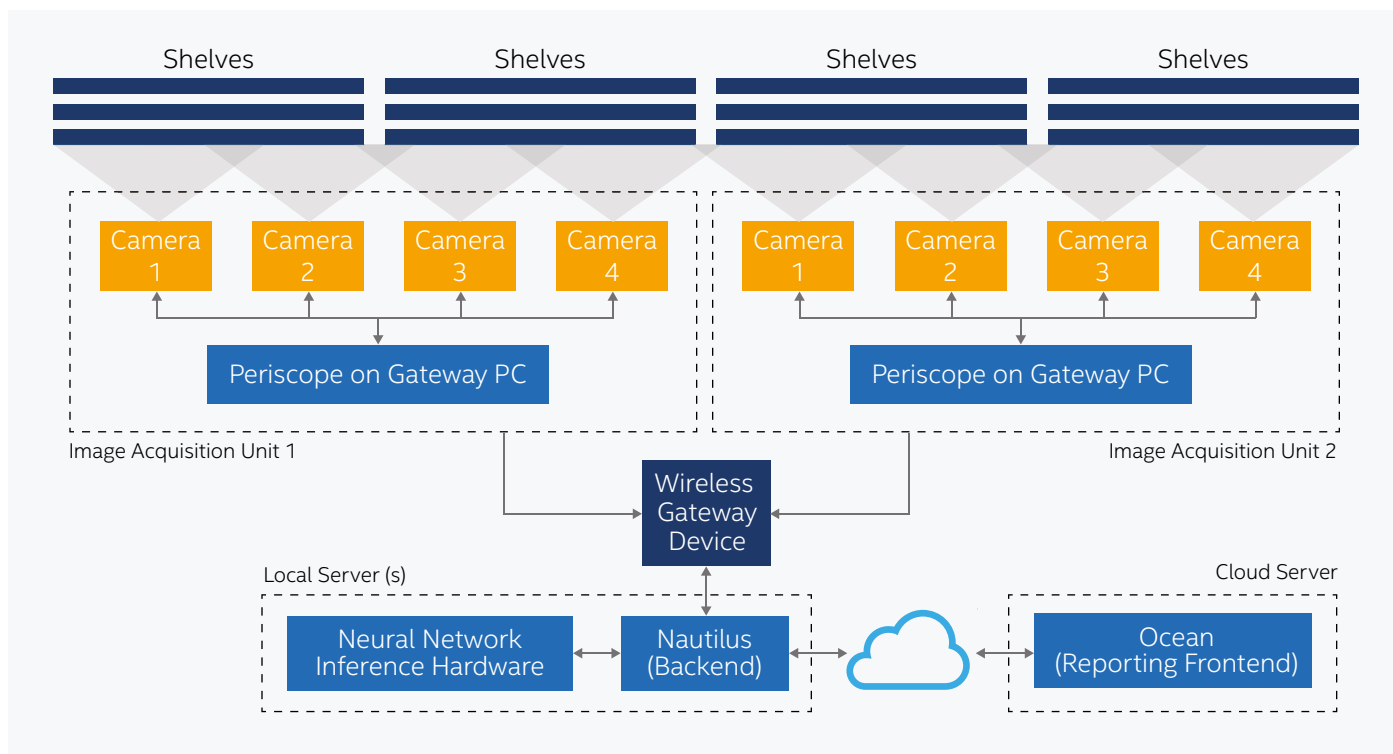 Shelves
Shelves
Shelves
Shelves
Camera
1
Camera
2
Camera
3
Camera
4
Camera
1
Camera
2
Camera
3
Camera
4
Periscope on Gateway PC
Periscope on Gateway PC
Image Acquisition Unit 1
Image Acquisition Unit 2
Wireless
Gateway
Device
Local Server (s)
Cloud Server
Neural Network
Inference Hardware
Nautilus
(Backend)
Ocean
(Reporting Frontend)